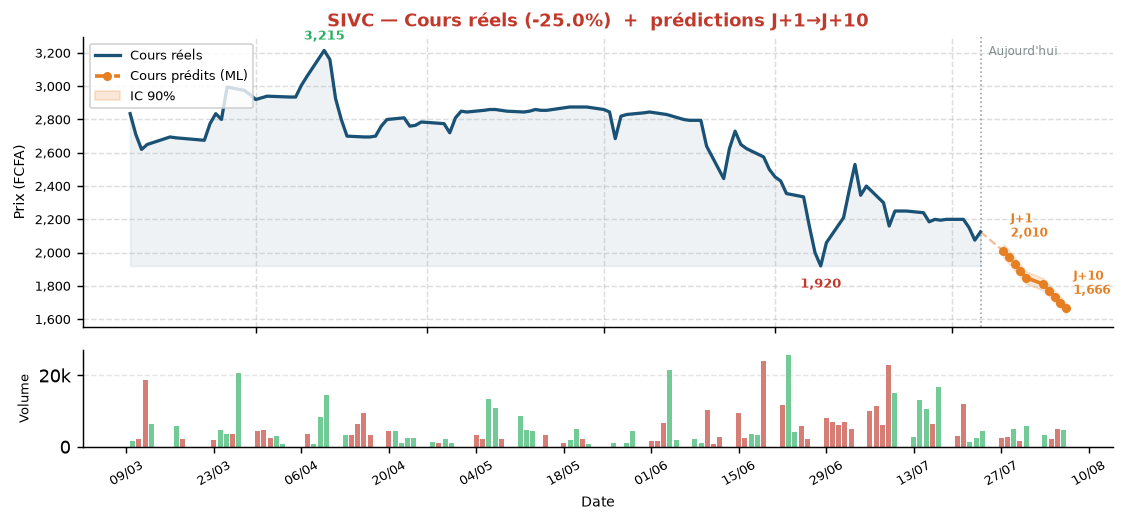 SIVC — Cours réels (-25.0%)  +  prédictions J+1→J+10
3,215
Aujourd'hui
Cours réels
Cours prédits (ML)
IC 90%
3,200
3,000
2,800
2,600
2,400
2,200
2,000
1,800
1,600
Prix (FCFA)
J+1
2,010
J+10
1,666
1,920
20k
0
Volume
09/03
23/03
06/04
20/04
04/05
18/05
01/06
15/06
29/06
13/07
27/07
10/08
Date